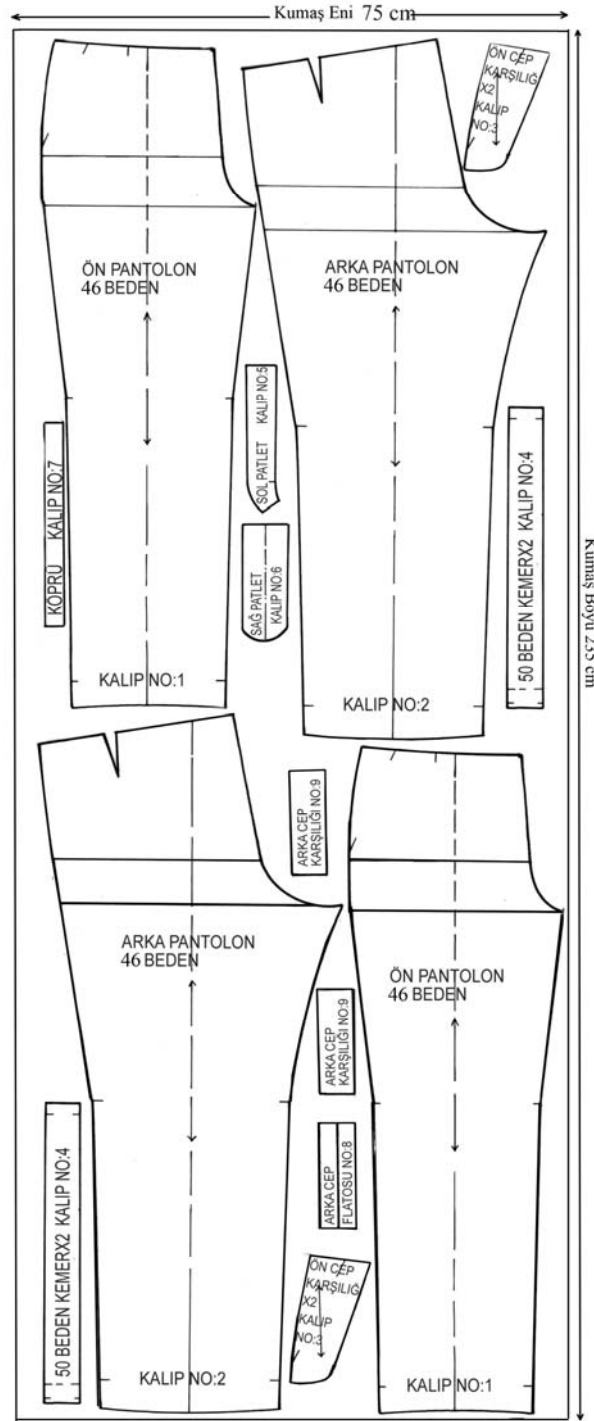 Kumaş Eni 75 cm
ÖN CEP
KARŞILIĞ
X2
KALIP
NO:3
ÖN PANTOLON
46 BEDEN
ARKA PANTOLON
46 BEDEN
SOL PATLET KALIP NO:5
KÖPRÜ KALIP NO:7
SAĞ PATLET
KALIP NO:6
50 BEDEN KEMERX2 KALIP NO:4
Kumaş Boyu 235 cm
KALIP NO:1
KALIP NO:2
ARKA CEP
KARŞILIĞI NO:9
ARKA PANTOLON
46 BEDEN
ÖN PANTOLON
46 BEDEN
ARKA CEP
KARŞILIĞI NO:9
50 BEDEN KEMERX2 KALIP NO:4
ARKA CEP
FLATOSU NO:8
ÖN CEP
KARŞILIĞ
X2
KALIP
NO:3
KALIP NO:2
KALIP NO:1